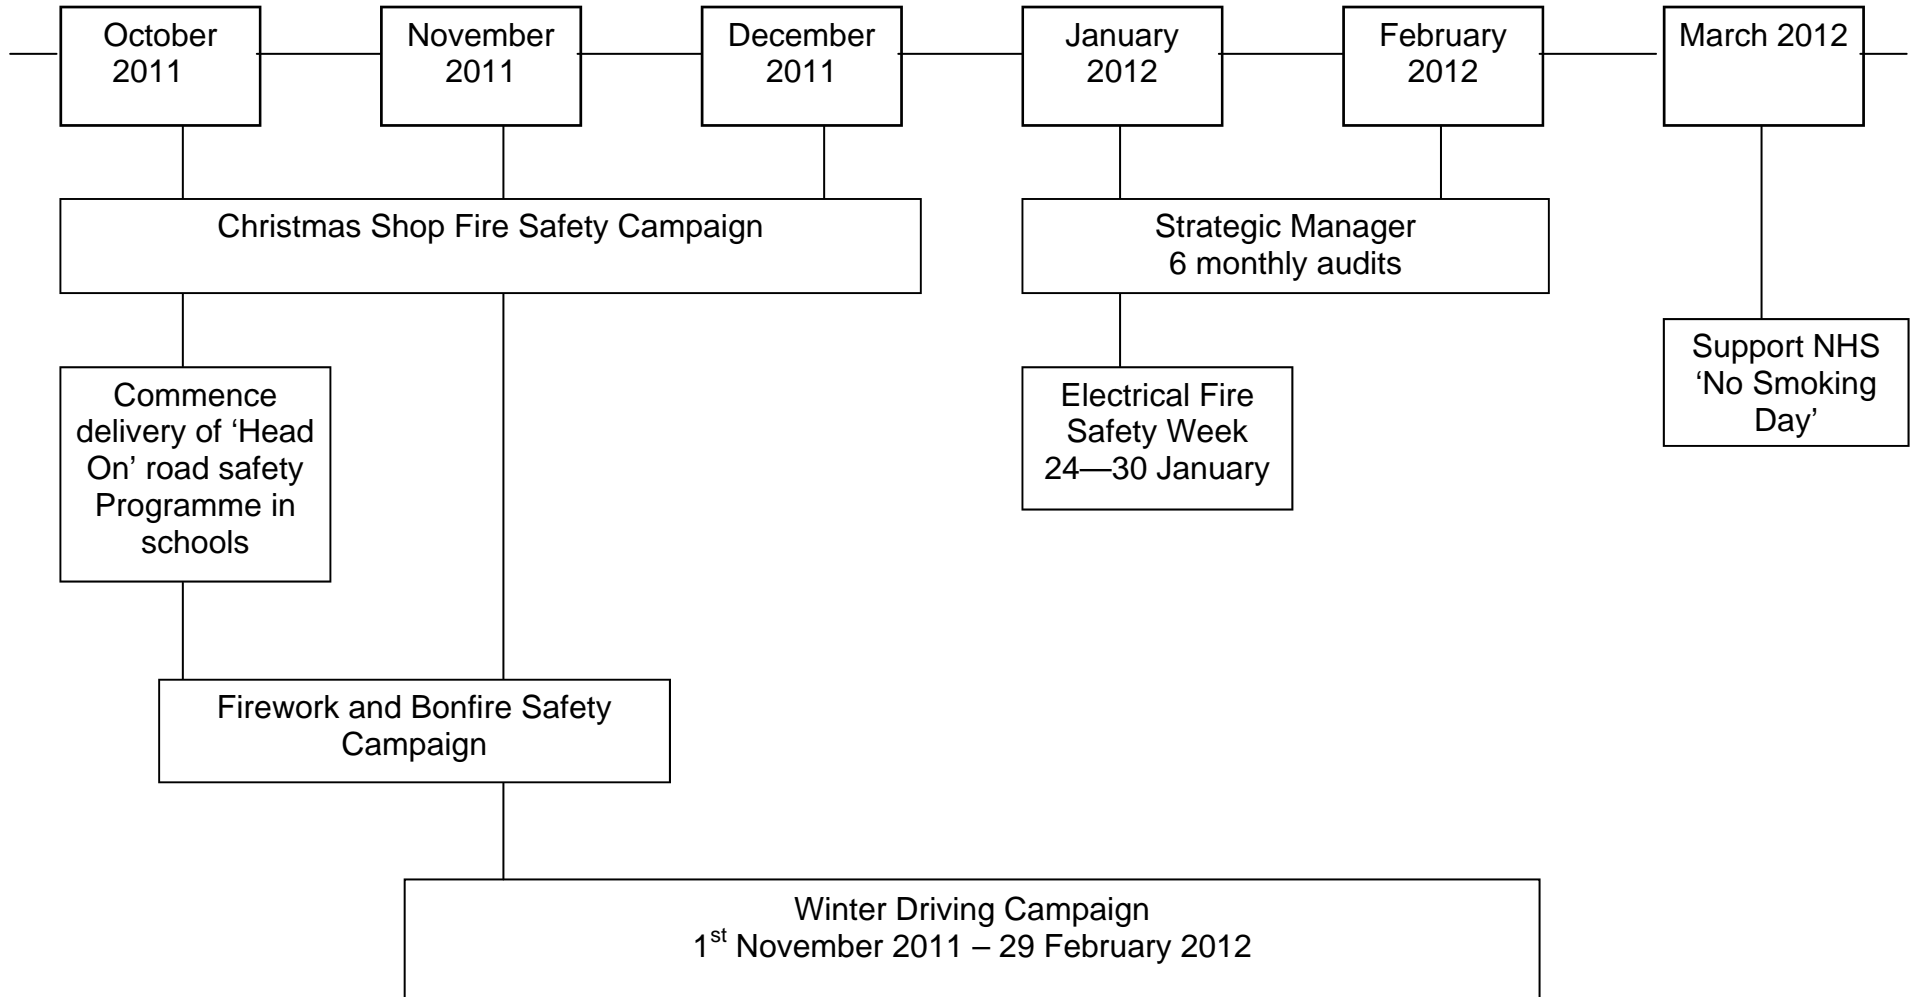 October
2011
November
2011
December
2011
January
2012
February
2012
March 2012
Christmas Shop Fire Safety Campaign
Strategic Manager
6 monthly audits
Commence
delivery of ‘Head
On’ road safety
Programme in
schools
Electrical Fire
Safety Week
24—30 January
Support NHS
‘No Smoking
Day’
Firework and Bonfire Safety
Campaign
Winter Driving Campaign
1st November 2011 – 29 February 2012